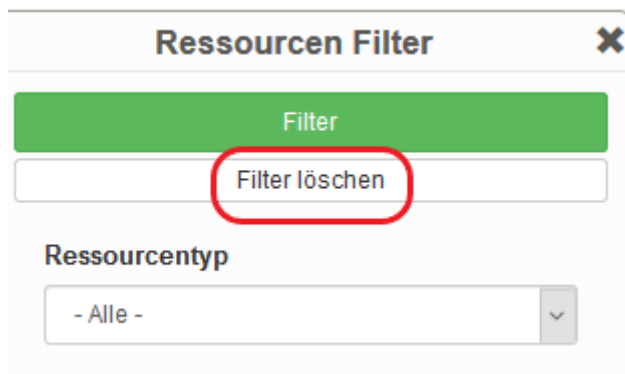 Ressourcen Filter
Filter
Filter löschen
Ressourcentyp
- Alle -